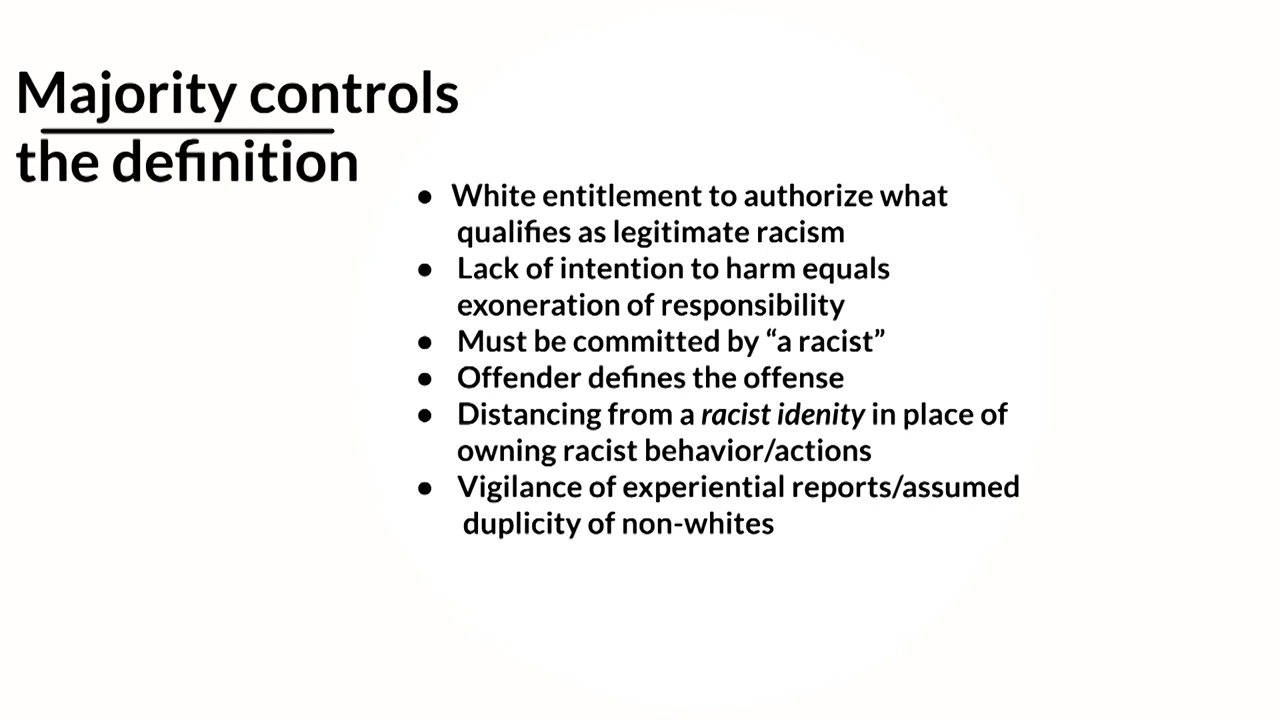 Majority controls
the definition
● White entitlement to authorize what
qualifies as legitimate racism
● Lack of intention to harm equals
exoneration of responsibility
● Must be committed by “a racist”
● Offender defines the offense
● Distancing from a racist idenity in place of
owning racist behavior/actions
● Vigilance of experiential reports/assumed
duplicity of non-whites